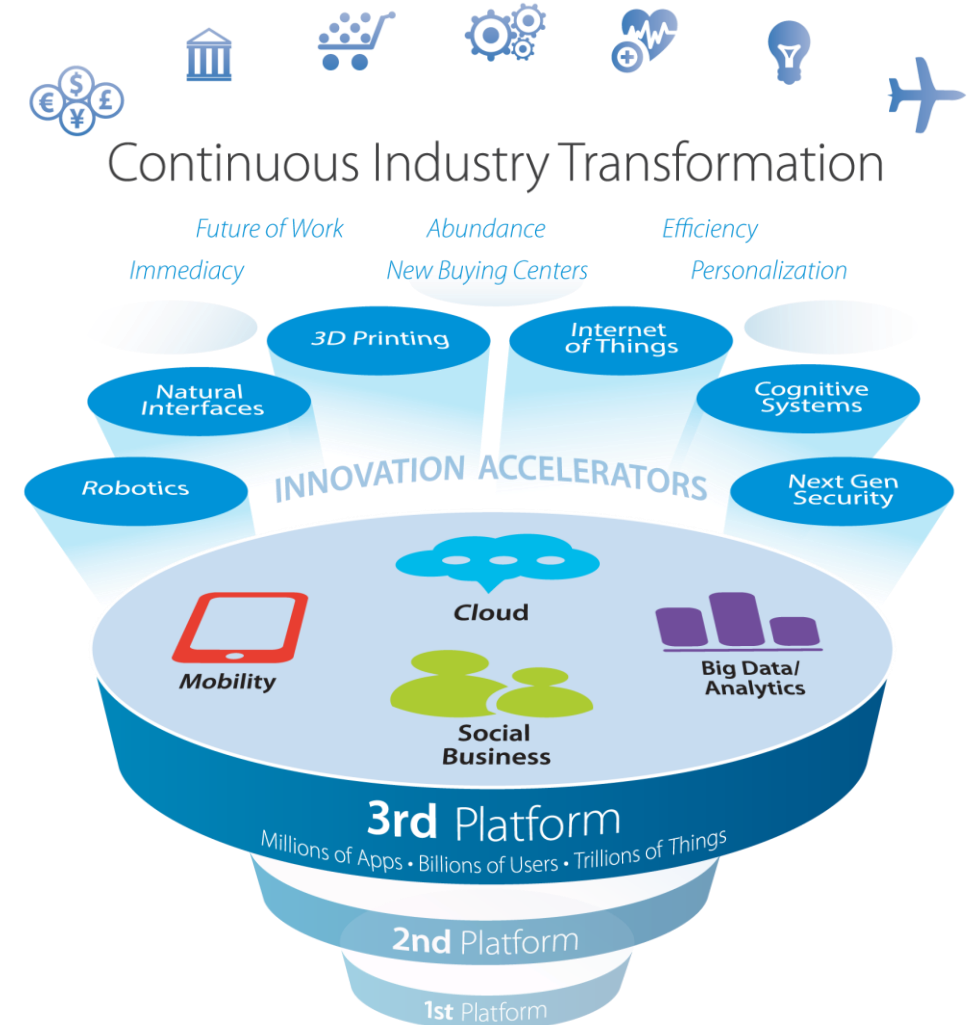 € $ £ ¥
Continuous Industry Transformation
Future of Work Abundance Efficiency
Immediacy New Buying Centers Personalization
3D Printing
Internet
of Things
Natural
Interfaces
Cognitive
Systems
Robotics
INNOVATION ACCELERATORS
Next Gen
Security
Cloud
Mobility
Big Data/
Analytics
Social
Business
3rd Platform
Millions of Apps • Billions of Users • Trillions of Things
2nd Platform
1st Platform